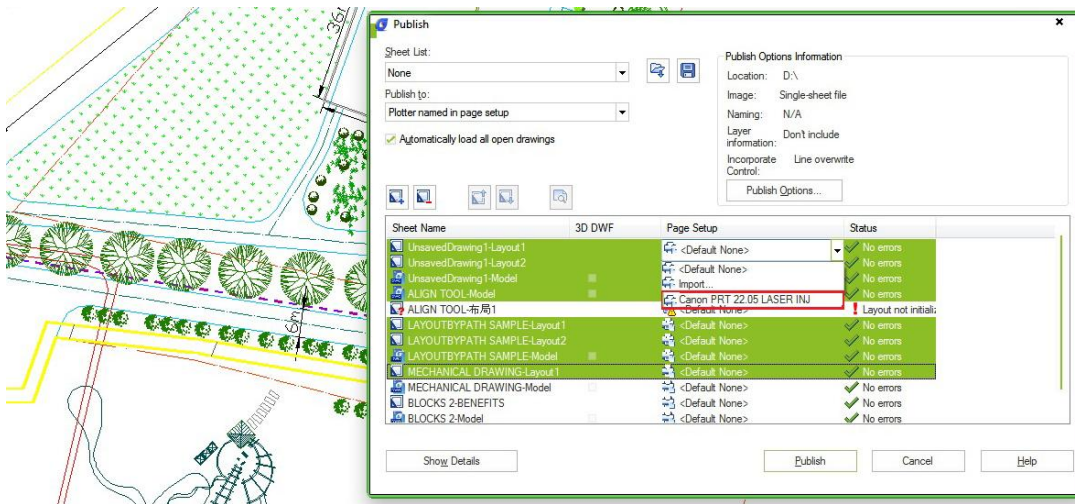 36m
Publish
Sheet List:
None
Publish to:
Plotter named in page setup
Automatically load all open drawings
Publish Options Information
Location: D:\
Image: Single-sheet file
Naming: N/A
Layer information: Don't include
Incorporate Control: Line overwrite
Publish Options...
Sheet Name 3D DWF Page Setup Status
UnsavedDrawing1-Layout1 <Default None> No errors
UnsavedDrawing1-Layout2 <Default None> No errors
UnsavedDrawing1-Model Import... No errors
ALIGN TOOL-Model Canon PRT 22.05 LASER INJ No errors
ALIGN TOOL-布局1 <Default None> Layout not initializ
LAYOUTBYPATH SAMPLE-Layout1 <Default None> No errors
LAYOUTBYPATH SAMPLE-Layout2 <Default None> No errors
LAYOUTBYPATH SAMPLE-Model <Default None> No errors
MECHANICAL DRAWING-Layout1 <Default None> No errors
MECHANICAL DRAWING-Model <Default None> No errors
BLOCKS 2-BENEFITS <Default None> No errors
BLOCKS 2-Model <Default None> No errors
6m
Show Details
Publish
Cancel
Help